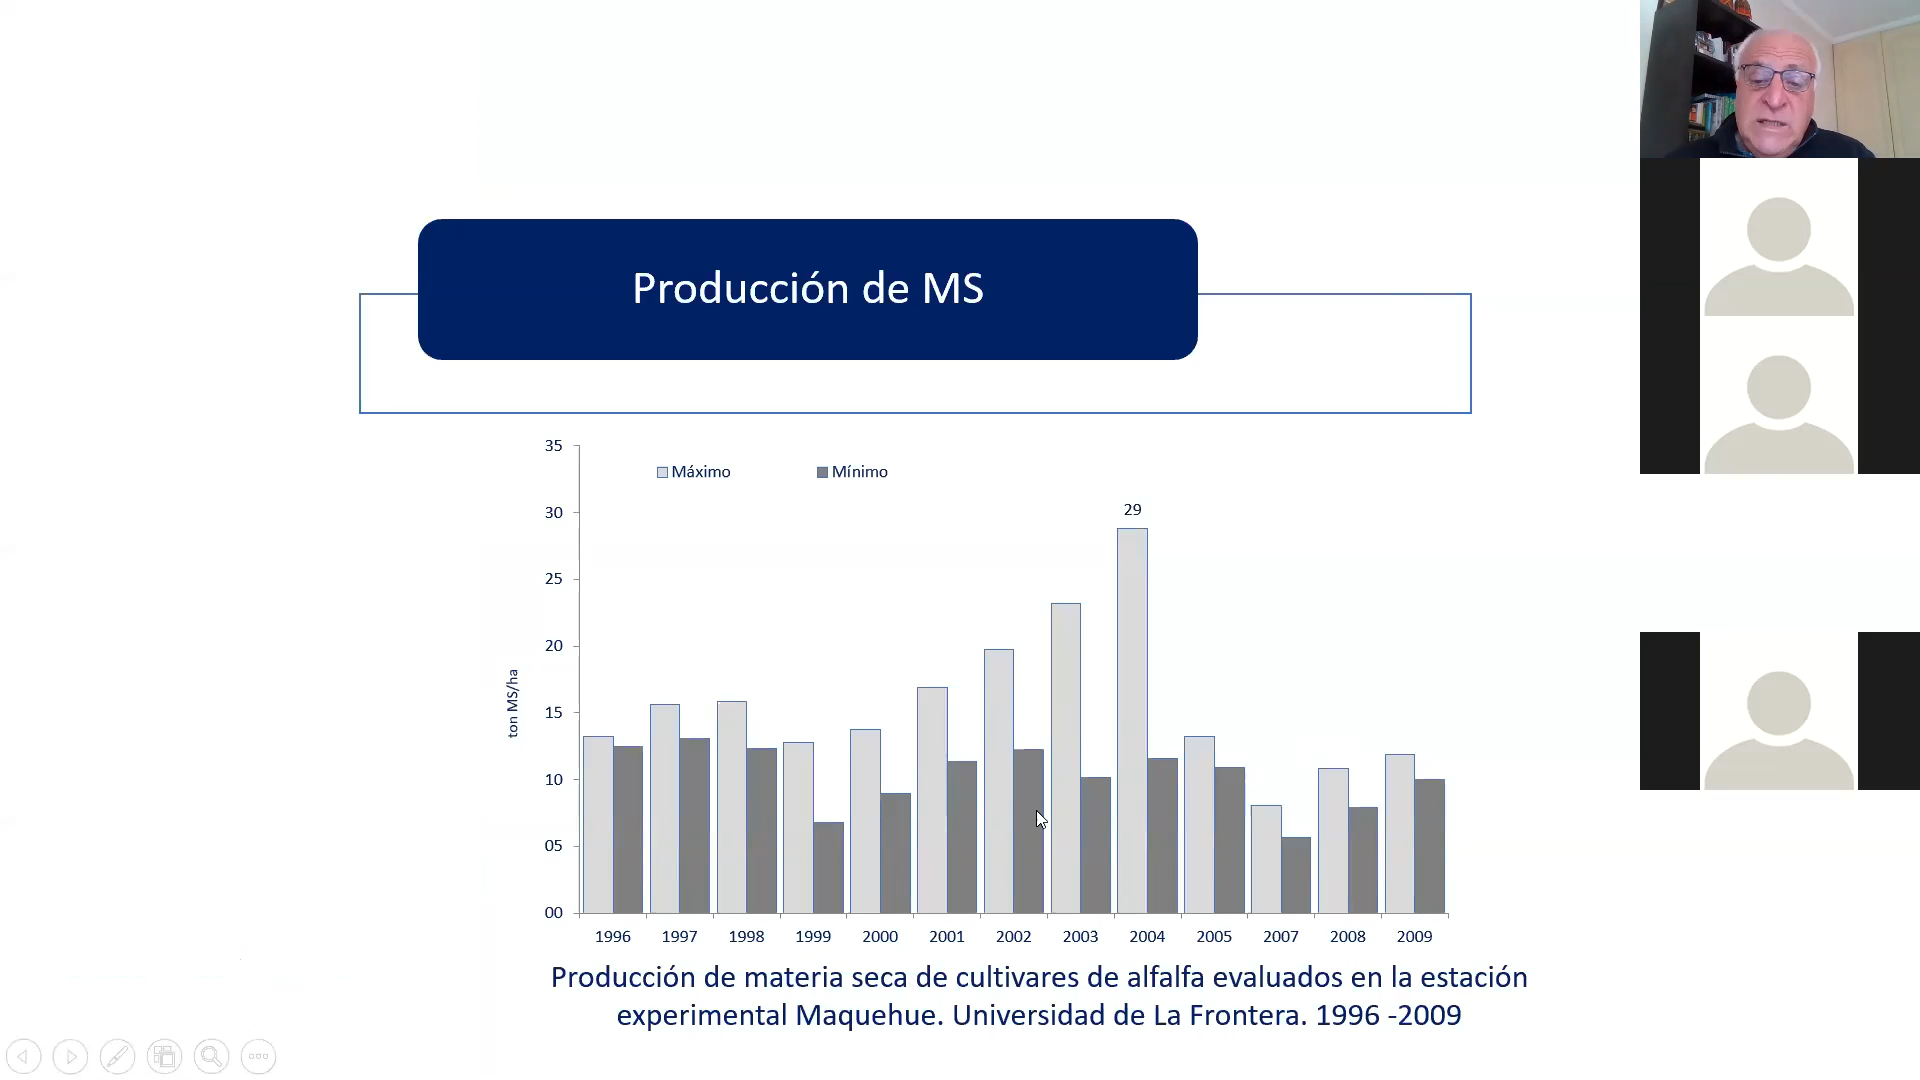 Producción de MS
35
Máximo
Mínimo
30
29
25
20
ton MS/ha
15
10
05
00
1996 1997 1998 1999 2000 2001 2002 2003 2004 2005 2007 2008 2009
Producción de materia seca de cultivares de alfalfa evaluados en la estación
experimental Maquehue. Universidad de La Frontera. 1996 -2009